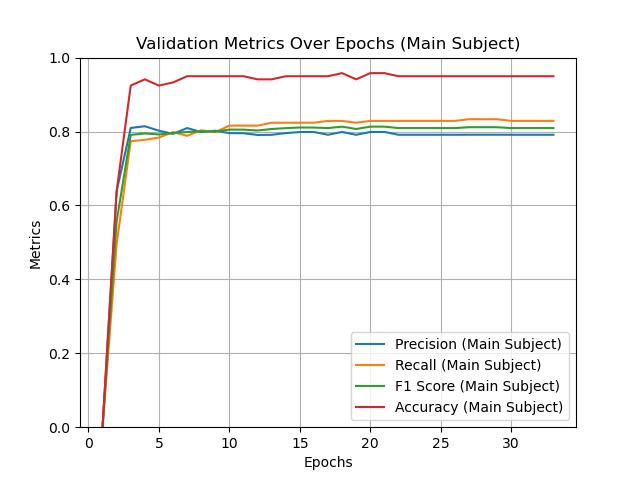 Validation Metrics Over Epochs (Main Subject)
1.0
0.8
0.6
0.4
0.2
0.0
Metrics
Precision (Main Subject)
Recall (Main Subject)
F1 Score (Main Subject)
Accuracy (Main Subject)
0 5 10 15 20 25 30
Epochs